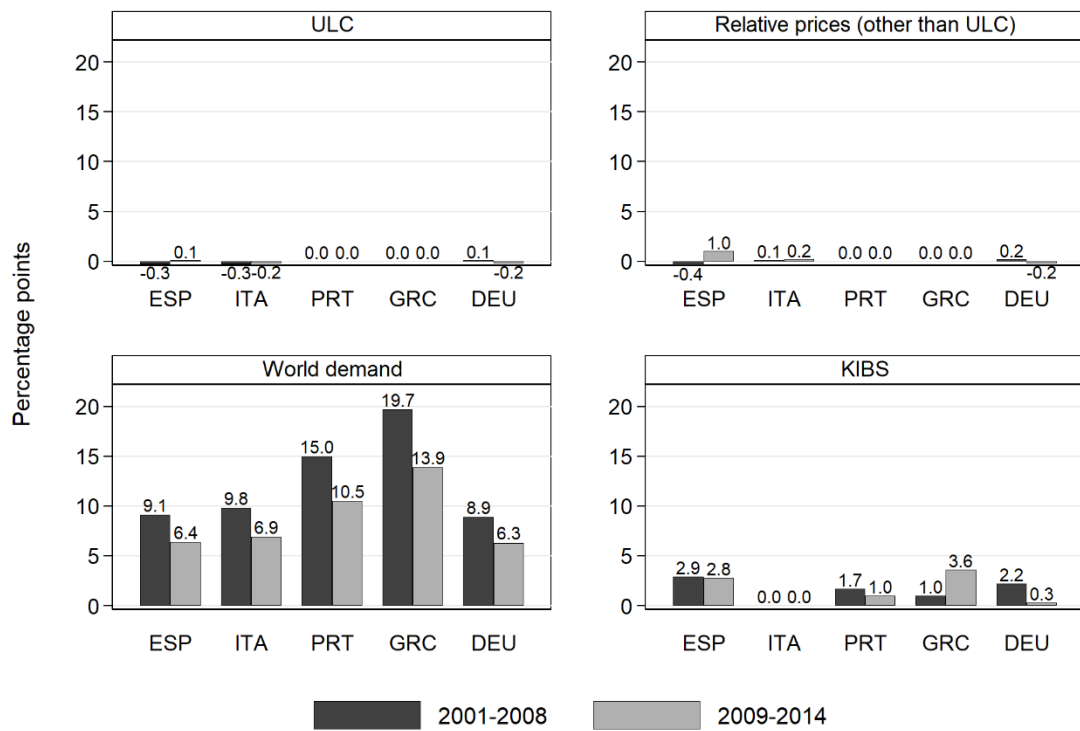 ULC
Relative prices (other than ULC)
Percentage points
20
15
10
5
0
-0.3 0.1 -0.3 -0.2 0.0 0.0 0.0 0.0 0.1 -0.2
ESP ITA PRT GRC DEU
20
15
10
5
0
-0.4 1.0 0.1 0.2 0.0 0.0 0.0 0.0 0.2 -0.2
ESP ITA PRT GRC DEU
World demand
20
15
10
5
0
9.1 6.4 9.8 6.9 15.0 10.5 19.7 13.9 8.9 6.3
ESP ITA PRT GRC DEU
KIBS
20
15
10
5
0
2.9 2.8 0.0 0.0 1.7 1.0 1.0 3.6 2.2 0.3
ESP ITA PRT GRC DEU
2001-2008 2009-2014